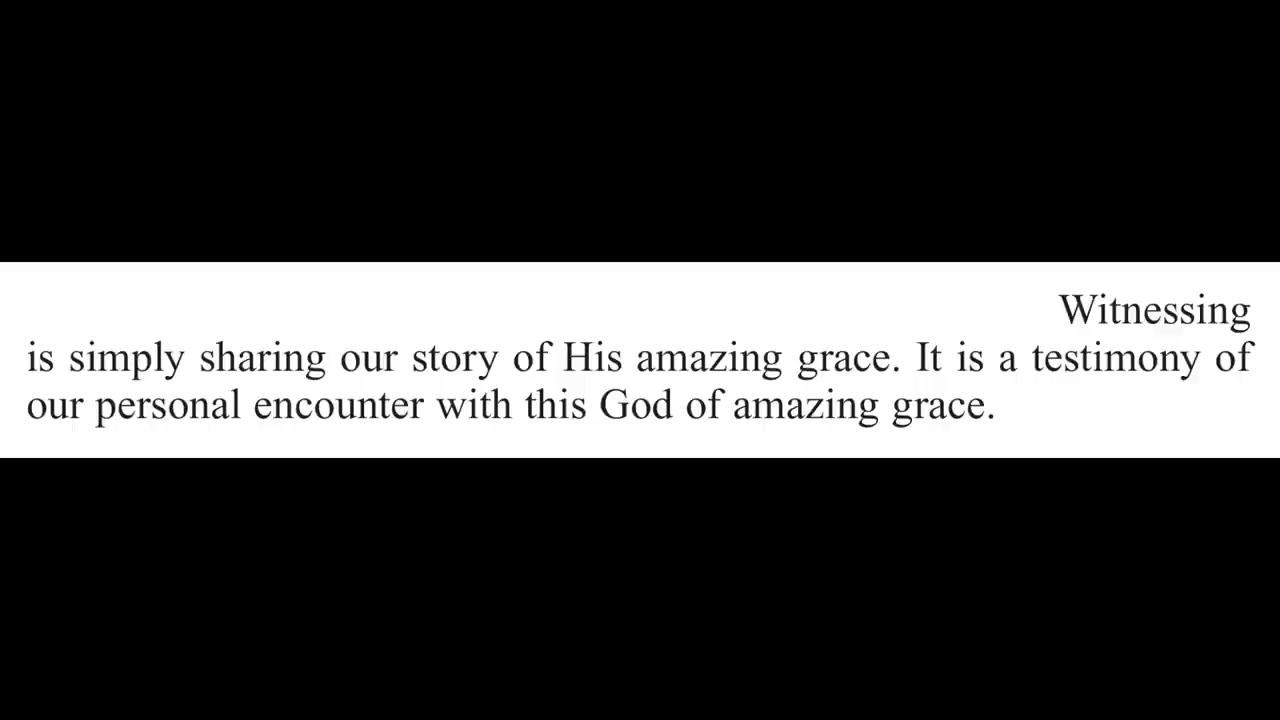 Witnessing
is simply sharing our story of His amazing grace. It is a testimony of
our personal encounter with this God of amazing grace.